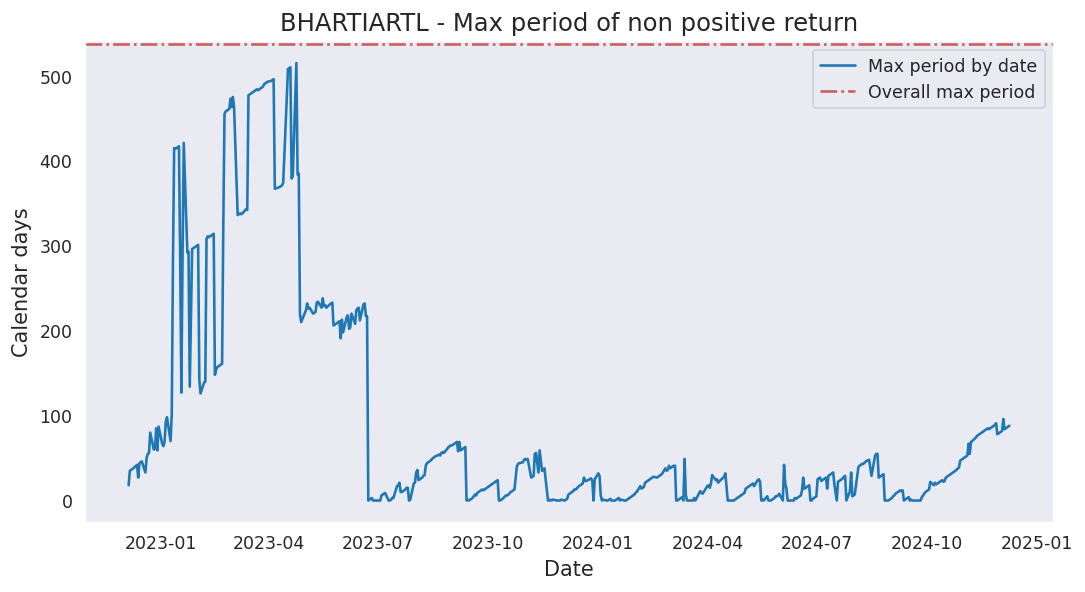 BHARTIARTL - Max period of non positive return
Max period by date
Overall max period
Calendar days
500
400
300
200
100
0
2023-01 2023-04 2023-07 2023-10 2024-01 2024-04 2024-07 2024-10 2025-01
Date